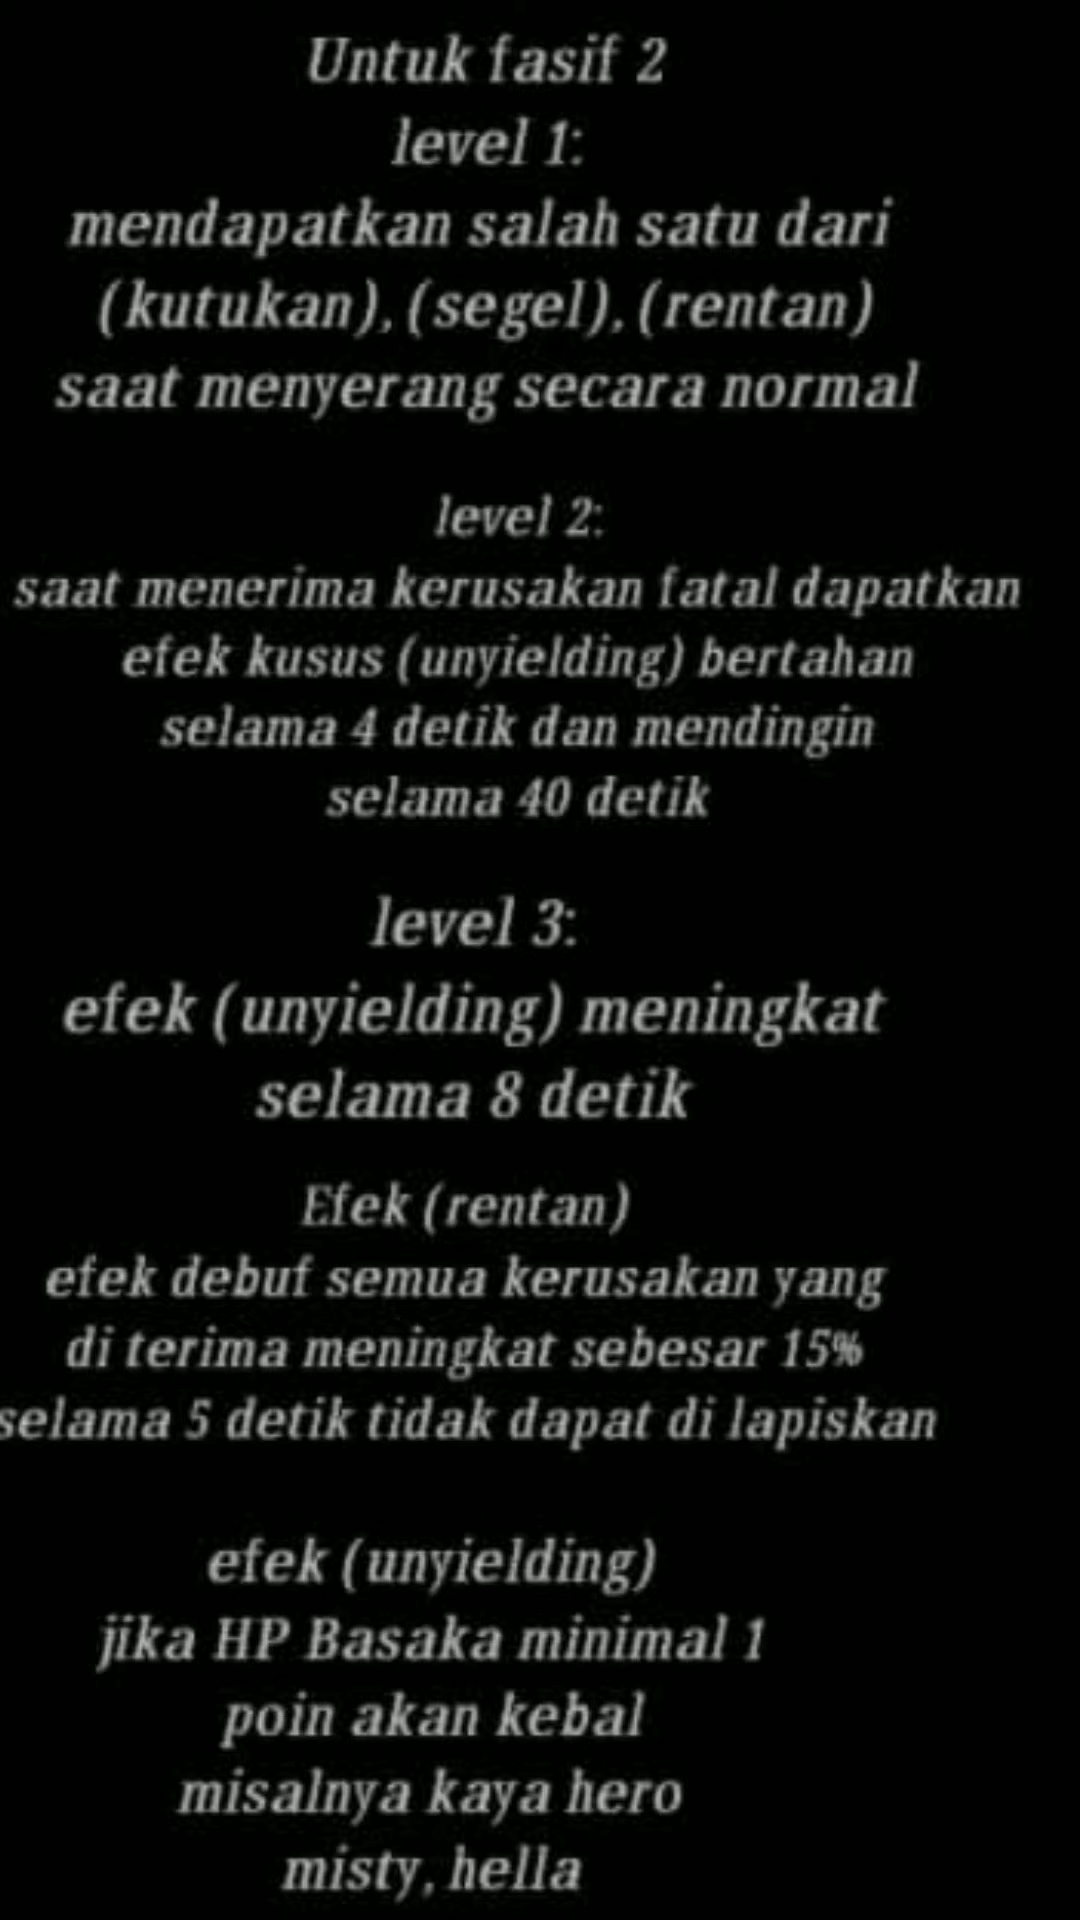 Untuk fasif 2
level 1:
mendapatkan salah satu dari
(kutukan), (segel), (rentan)
saat menyerang secara normal
level 2:
saat menerima kerusakan fatal dapatkan
efek kusus (unyielding) bertahan
selama 4 detik dan mendingin
selama 40 detik
level 3:
efek (unyielding) meningkat
selama 8 detik
Efek (rentan)
efek debuf semua kerusakan yang
di terima meningkat sebesar 15%
selama 5 detik tidak dapat di lapiskan
efek (unyielding)
jika HP Basaka minimal 1
poin akan kebal
misalnya kaya hero
misty, hella